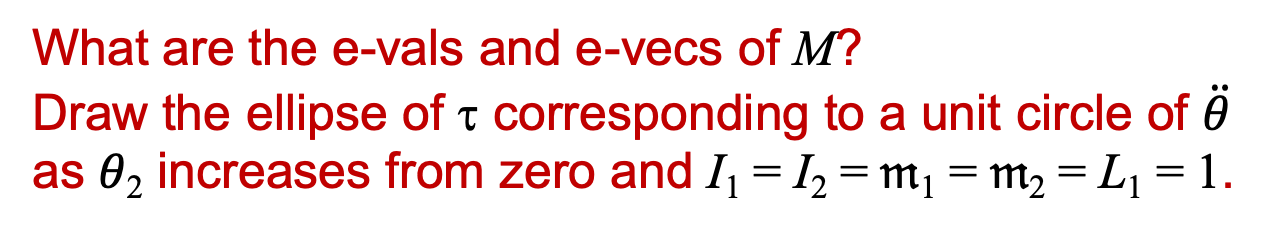 What are the e-vals and e-vecs of M?
Draw the ellipse of τ corresponding to a unit circle of θ̈
as θ₂ increases from zero and I₁ = I₂ = 𝔪₁ = 𝔪₂ = L₁ = 1.